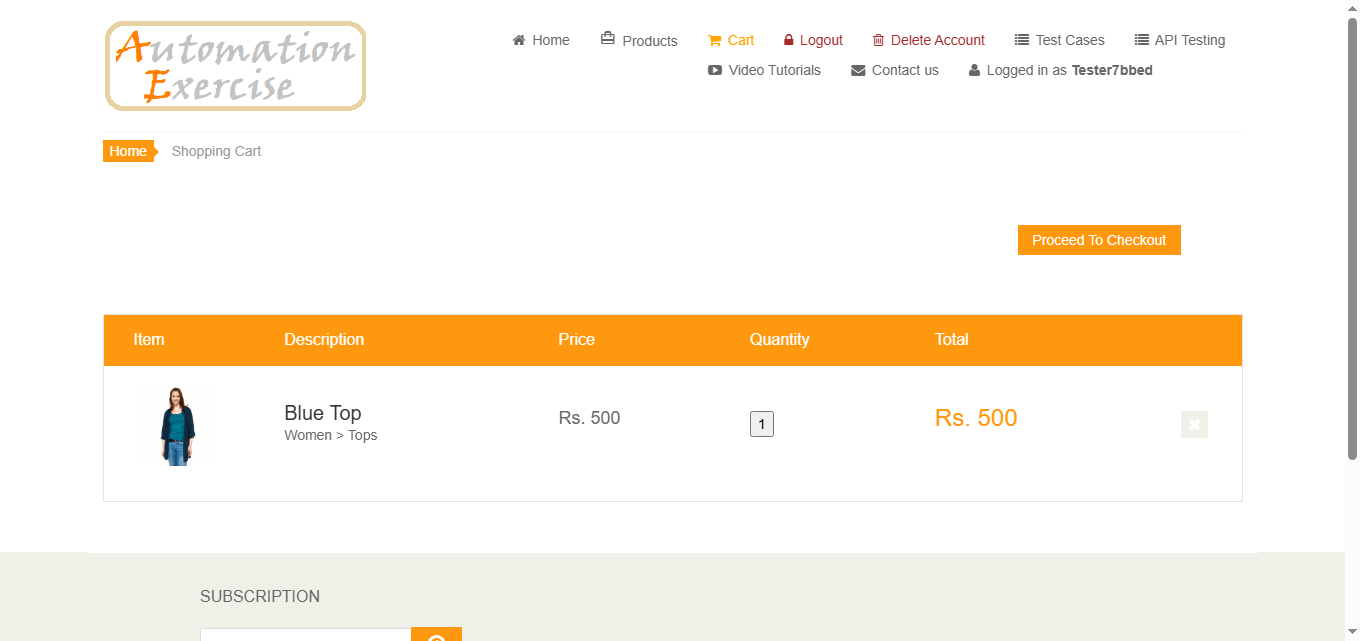 Automation
Exercise
Home
Products
Cart
Logout
Delete Account
Test Cases
API Testing
Video Tutorials
Contact us
Logged in as Tester7bbed
Home
Shopping Cart
Proceed To Checkout
Item Description Price Quantity Total
Blue Top
Women > Tops
Rs. 500
1
Rs. 500
SUBSCRIPTION